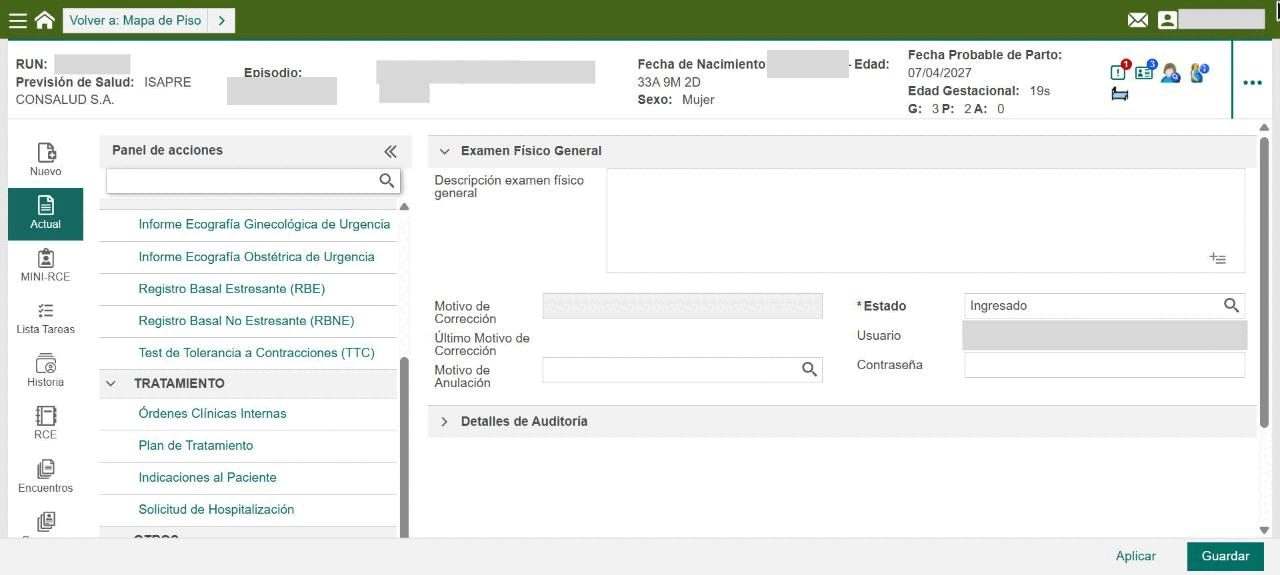 Volver a: Mapa de Piso
RUN:
Previsión de Salud: ISAPRE
CONSALUD S.A.
Episodio:
Fecha de Nacimiento - Edad:
33A 9M 2D
Sexo: Mujer
Fecha Probable de Parto:
07/04/2027
Edad Gestacional: 19s
G: 3 P: 2 A: 0
1
3
Nuevo
Actual
MINI-RCE
Lista Tareas
Historia
RCE
Encuentros
Panel de acciones
Informe Ecografía Ginecológica de Urgencia
Informe Ecografía Obstétrica de Urgencia
Registro Basal Estresante (RBE)
Registro Basal No Estresante (RBNE)
Test de Tolerancia a Contracciones (TTC)
TRATAMIENTO
Órdenes Clínicas Internas
Plan de Tratamiento
Indicaciones al Paciente
Solicitud de Hospitalización
OTROS
Examen Físico General
Descripción examen físico
general
Motivo de
Corrección
Último Motivo de
Corrección
Motivo de
Anulación
*Estado
Ingresado
Usuario
Contraseña
Detalles de Auditoría
Aplicar
Guardar